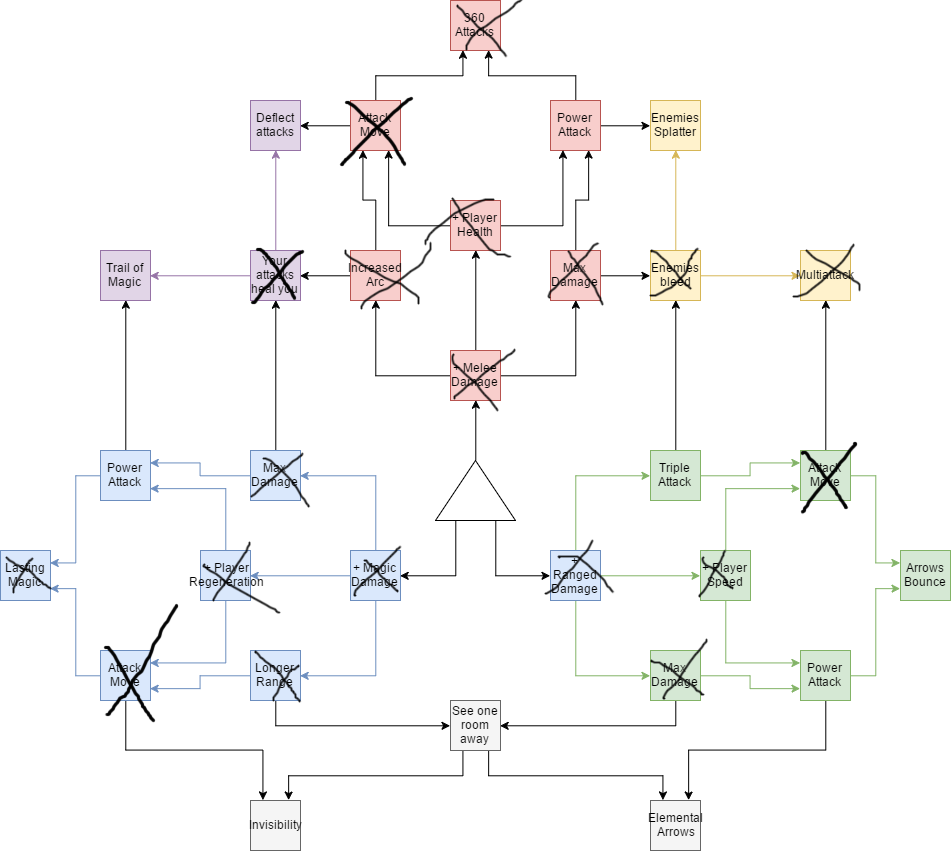 360
Attacks
Deflect
attacks
Attack
Move
Power
Attack
Enemies
Splatter
+ Player
Health
Trail of
Magic
Your
attacks
heal you
Increased
Arc
Max
Damage
Enemies
bleed
Multiattack
+ Melee
Damage
Power
Attack
Max
Damage
Triple
Attack
Attack
Move
Lasting
Magic
+ Player
Regeneration
+ Magic
Damage
+
Ranged
Damage
+ Player
Speed
Arrows
Bounce
Attack
Move
Longer
Range
Max
Damage
Power
Attack
See one
room
away
Invisibility
Elemental
Arrows